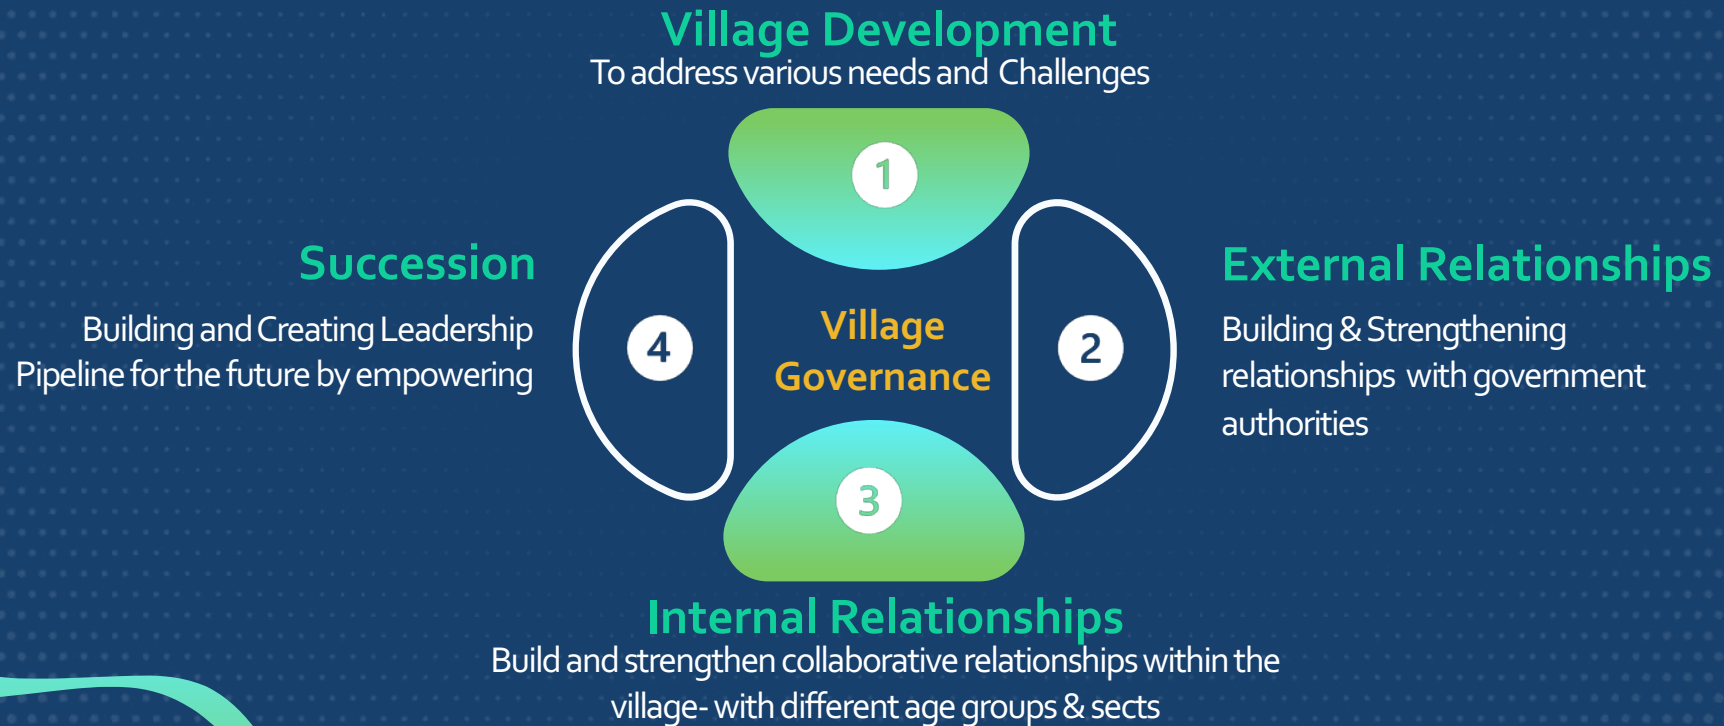 Village Development
To address various needs and Challenges
1
Succession
Building and Creating Leadership
Pipeline for the future by empowering
4
Village
Governance
2
External Relationships
Building & Strengthening
relationships with government
authorities
3
Internal Relationships
Build and strengthen collaborative relationships within the
village- with different age groups & sects